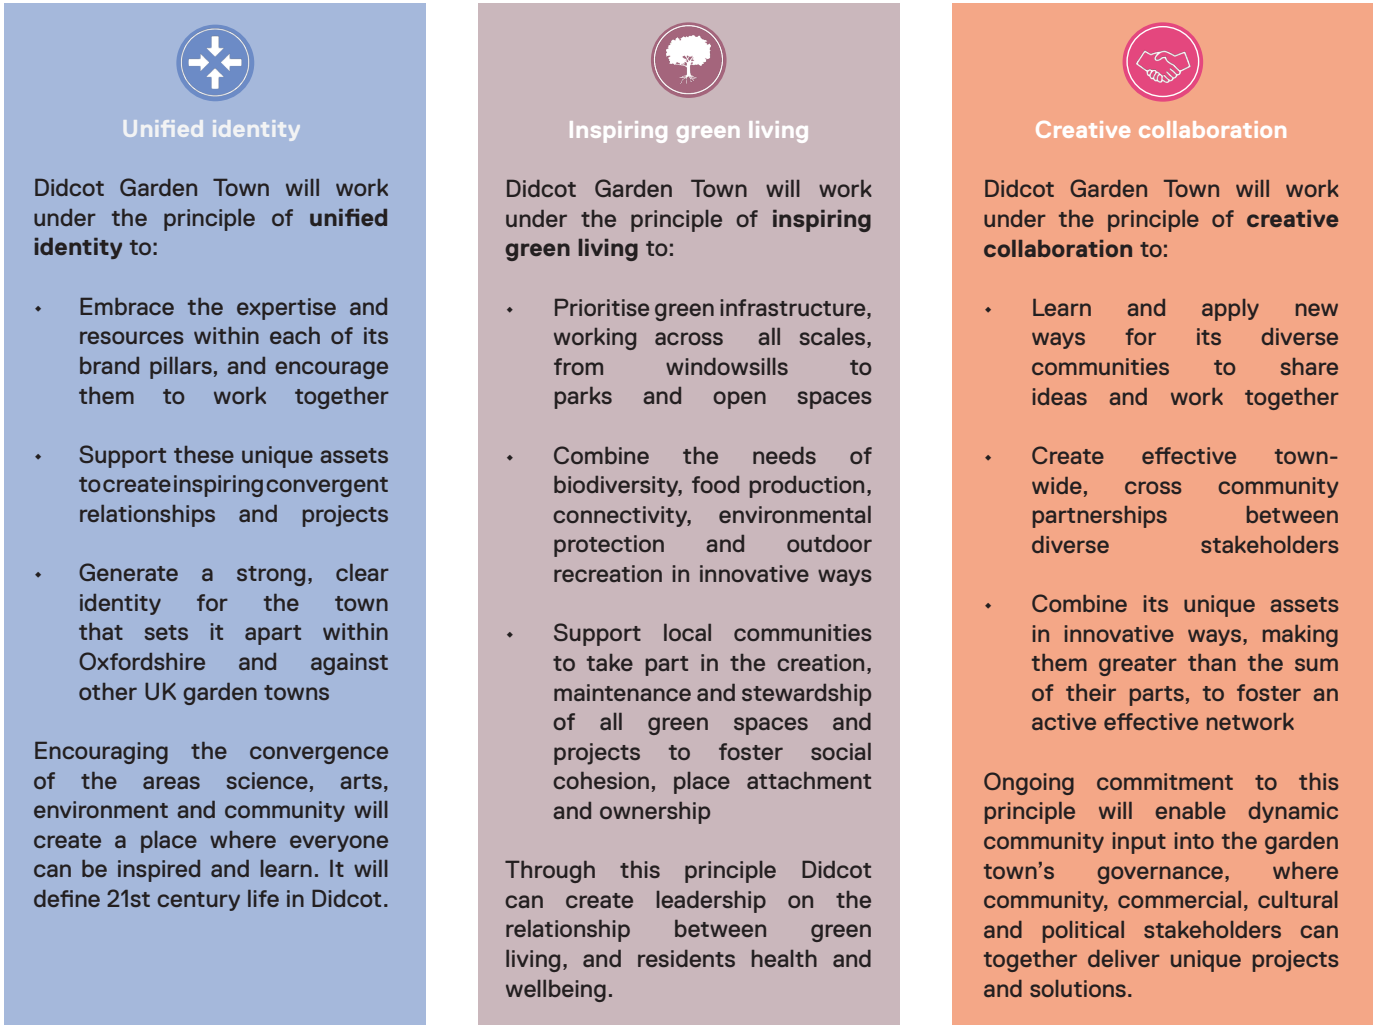 Unified identity
Didcot Garden Town will work
under the principle of unified
identity to:
• Embrace the expertise and
resources within each of its
brand pillars, and encourage
them to work together
• Support these unique assets
to create inspiring convergent
relationships and projects
• Generate a strong, clear
identity for the town
that sets it apart within
Oxfordshire and against
other UK garden towns
Encouraging the convergence
of the areas science, arts,
environment and community will
create a place where everyone
can be inspired and learn. It will
define 21st century life in Didcot.
Inspiring green living
Didcot Garden Town will work
under the principle of inspiring
green living to:
• Prioritise green infrastructure,
working across all scales,
from windowsills to
parks and open spaces
• Combine the needs of
biodiversity, food production,
connectivity, environmental
protection and outdoor
recreation in innovative ways
• Support local communities
to take part in the creation,
maintenance and stewardship
of all green spaces and
projects to foster social
cohesion, place attachment
and ownership
Through this principle Didcot
can create leadership on the
relationship between green
living, and residents health and
wellbeing.
Creative collaboration
Didcot Garden Town will work
under the principle of creative
collaboration to:
• Learn and apply new
ways for its diverse
communities to share
ideas and work together
• Create effective town-
wide, cross community
partnerships between
diverse stakeholders
• Combine its unique assets
in innovative ways, making
them greater than the sum
of their parts, to foster an
active effective network
Ongoing commitment to this
principle will enable dynamic
community input into the garden
town's governance, where
community, commercial, cultural
and political stakeholders can
together deliver unique projects
and solutions.